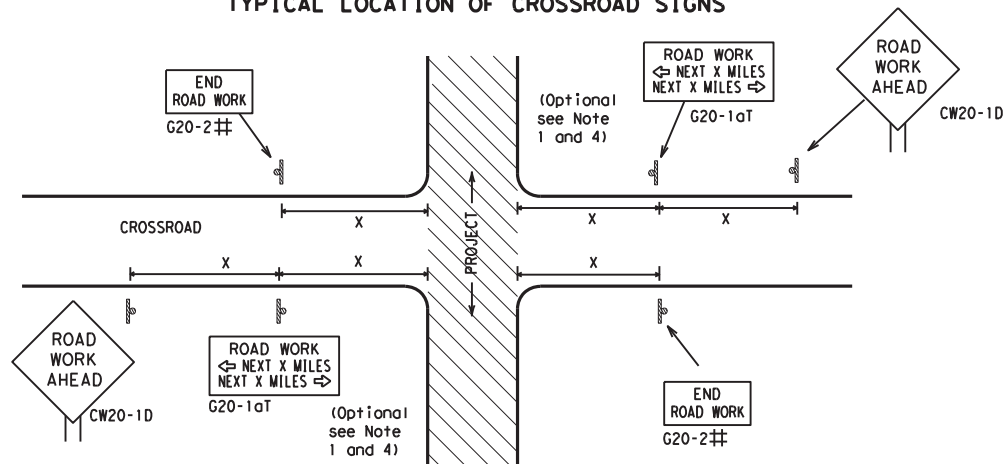 TYPICAL LOCATION OF CROSSROAD SIGNS
END
ROAD WORK
G20-2#
(Optional
see Note
1 and 4)
ROAD WORK
⇦ NEXT X MILES
NEXT X MILES ⇨
G20-1aT
ROAD
WORK
AHEAD
CW20-1D
X
X
X
CROSSROAD
PROJECT
X
X
X
ROAD
WORK
AHEAD
CW20-1D
ROAD WORK
⇦ NEXT X MILES
NEXT X MILES ⇨
G20-1aT
(Optional
see Note
1 and 4)
END
ROAD WORK
G20-2#